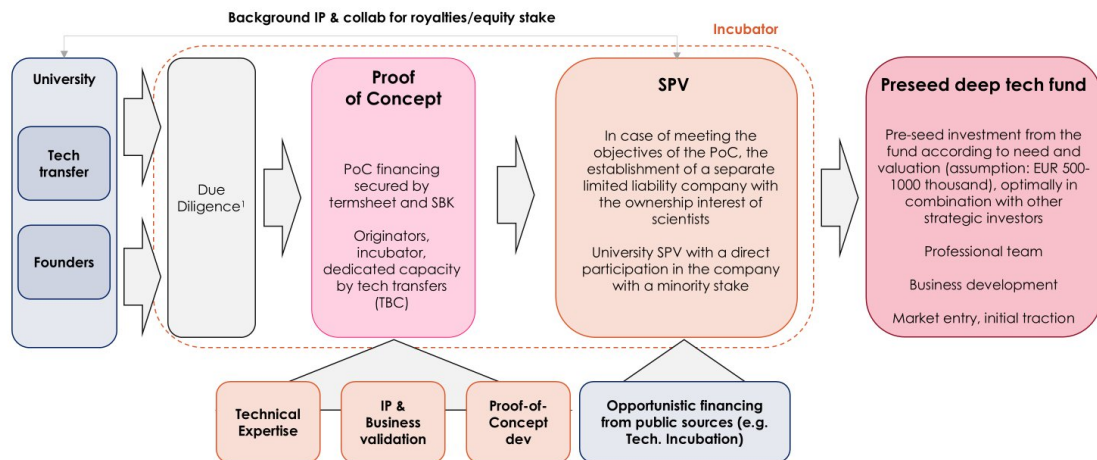 Background IP & collab for royalties/equity stake
Incubator
University
Tech
transfer
Founders
Due
Diligence¹
Proof
of Concept
PoC financing
secured by
termsheet and SBK
Originators,
incubator,
dedicated capacity
by tech transfers
(TBC)
SPV
In case of meeting the
objectives of the PoC, the
establishment of a separate
limited liability company with
the ownership interest of
scientists
University SPV with a direct
participation in the company
with a minority stake
Preseed deep tech fund
Pre-seed investment from the
fund according to need and
valuation (assumption: EUR 500-
1000 thousand), optimally in
combination with other
strategic investors
Professional team
Business development
Market entry, initial traction
Technical
Expertise
IP &
Business
validation
Proof-of-
Concept
dev
Opportunistic financing
from public sources (e.g.
Tech. Incubation)